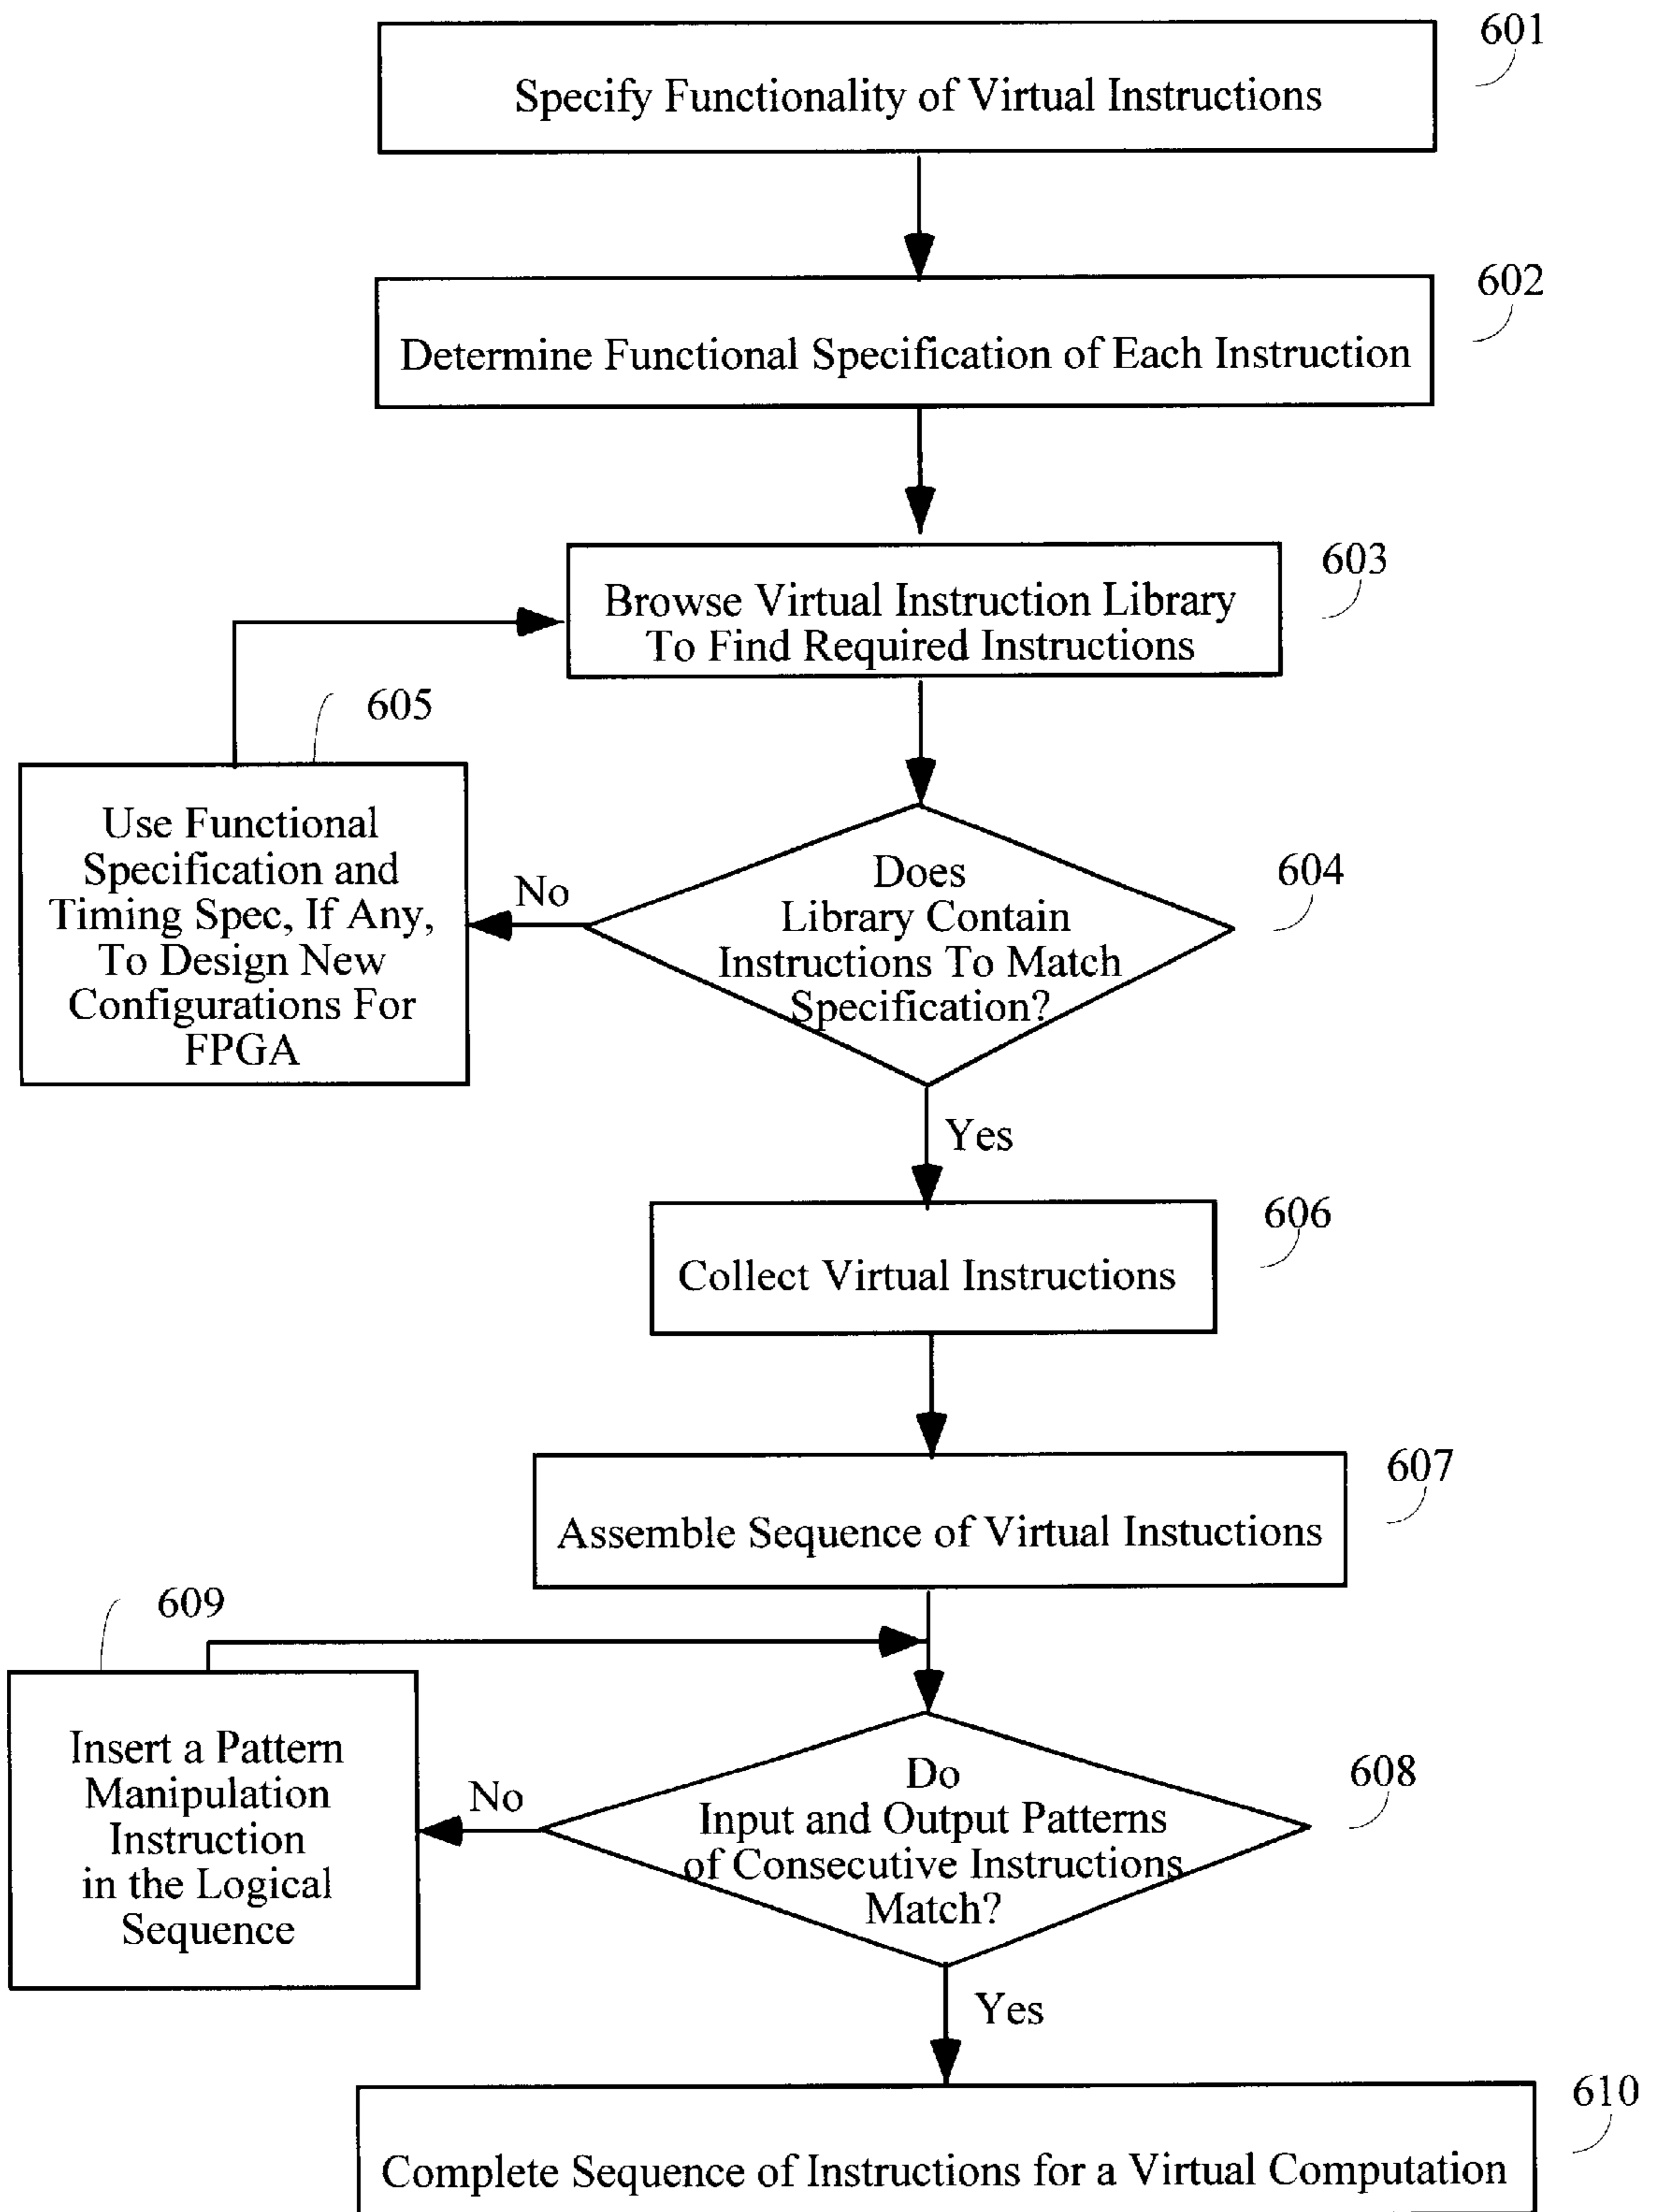 601
Specify Functionality of Virtual Instructions
602
Determine Functional Specification of Each Instruction
603
Browse Virtual Instruction Library
To Find Required Instructions
605
Use Functional
Specification and
Timing Spec, If Any,
To Design New
Configurations For
FPGA
No
604
Does
Library Contain
Instructions To Match
Specification?
Yes
606
Collect Virtual Instructions
607
Assemble Sequence of Virtual Instuctions
609
Insert a Pattern
Manipulation
Instruction
in the Logical
Sequence
No
608
Do
Input and Output Patterns
of Consecutive Instructions
Match?
Yes
610
Complete Sequence of Instructions for a Virtual Computation